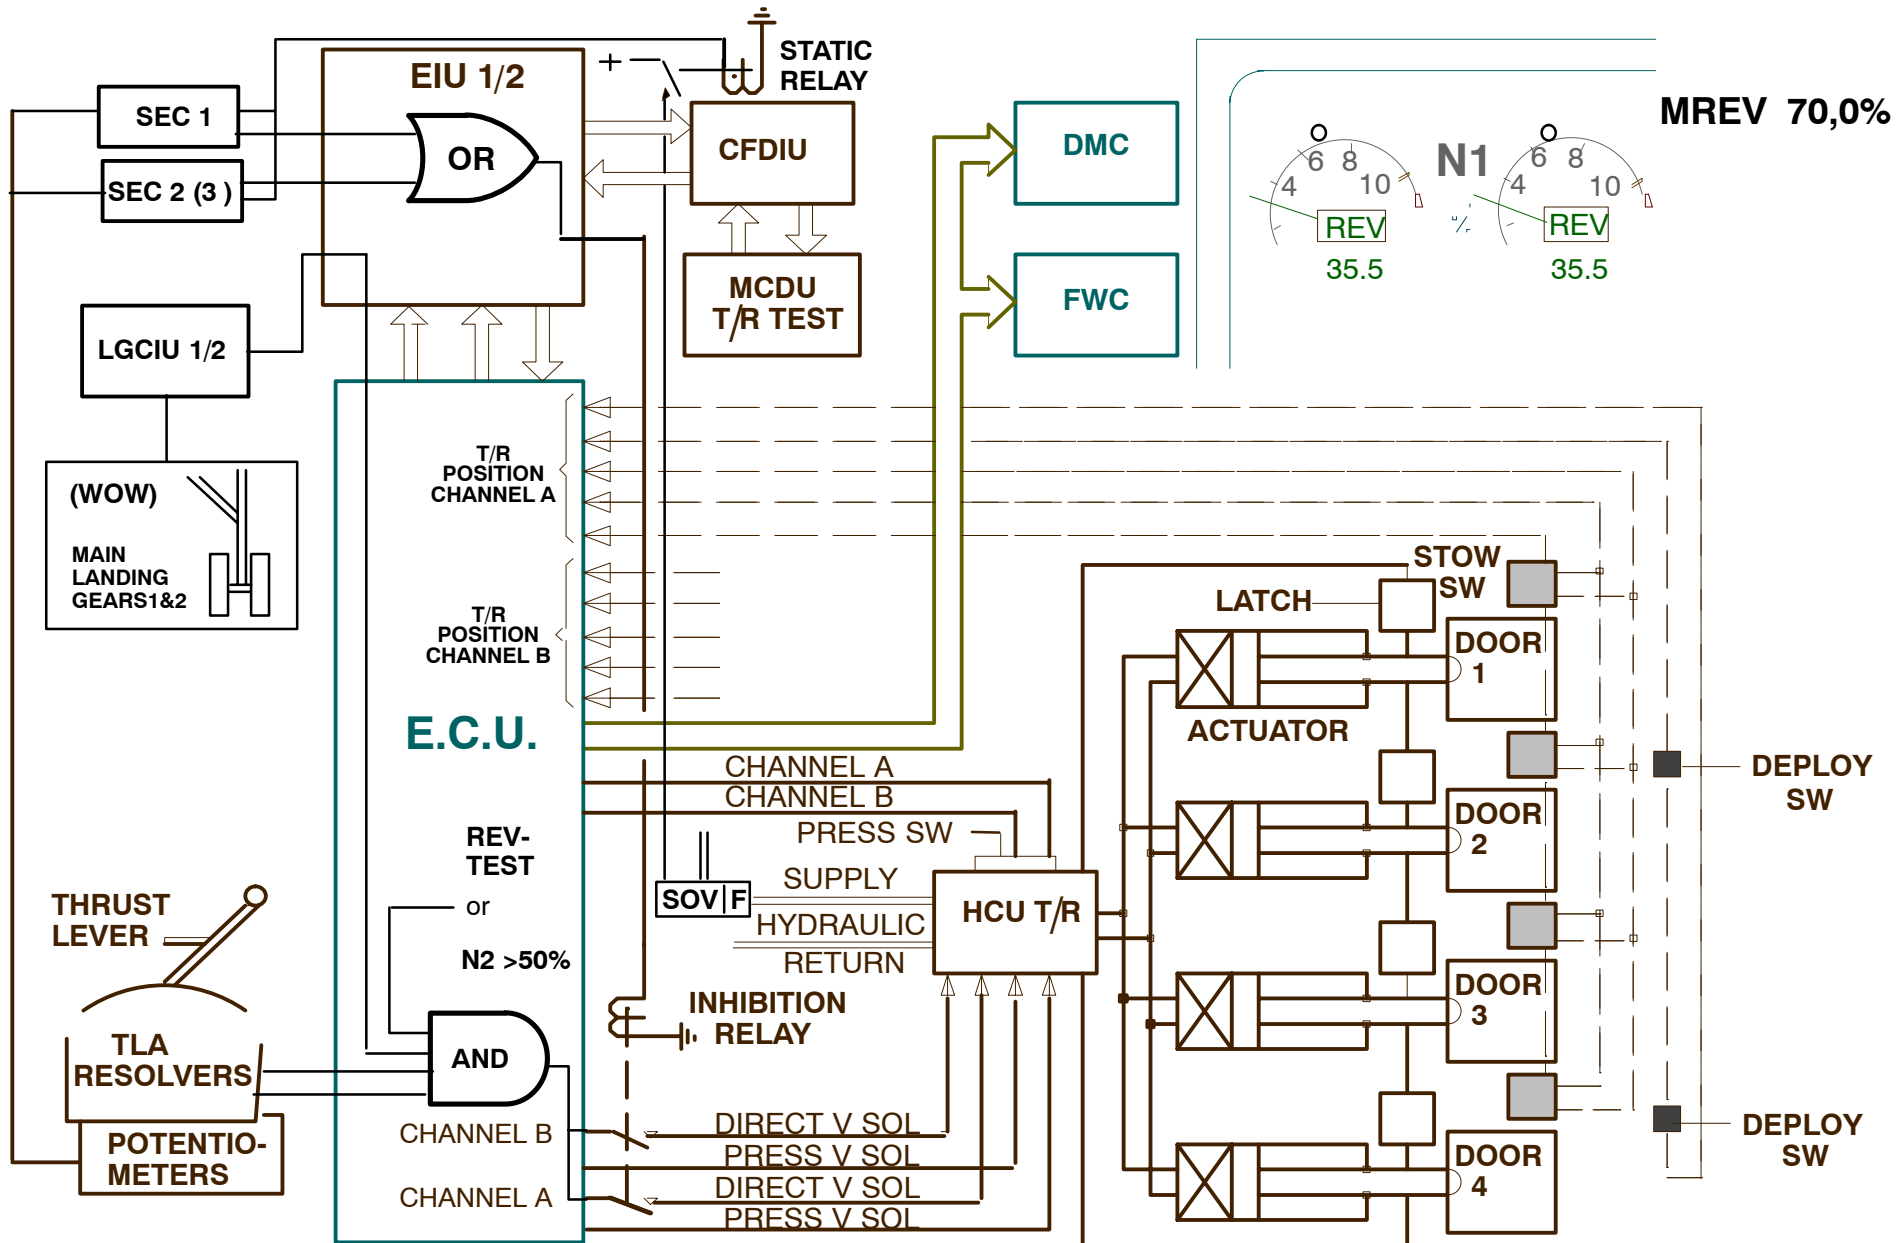 STATIC
RELAY
+
EIU 1/2
SEC 1
OR
SEC 2 (3 )
CFDIU
DMC
MREV 70,0%
6 8
4 10
REV
35.5
N1
%
6 8
4 10
REV
35.5
MCDU
T/R TEST
FWC
LGCIU 1/2
(WOW)
MAIN
LANDING
GEARS1&2
T/R
POSITION
CHANNEL A
T/R
POSITION
CHANNEL B
E.C.U.
STOW
SW
LATCH
DOOR
1
ACTUATOR
CHANNEL A
CHANNEL B
PRESS SW
DEPLOY
SW
DOOR
2
REV-
TEST
or
N2 >50%
SOV F
SUPPLY
HYDRAULIC
RETURN
HCU T/R
THRUST
LEVER
INHIBITION
RELAY
DOOR
3
TLA
RESOLVERS
AND
POTENTIO-
METERS
CHANNEL B
CHANNEL A
DIRECT V SOL
PRESS V SOL
DIRECT V SOL
PRESS V SOL
DOOR
4
DEPLOY
SW